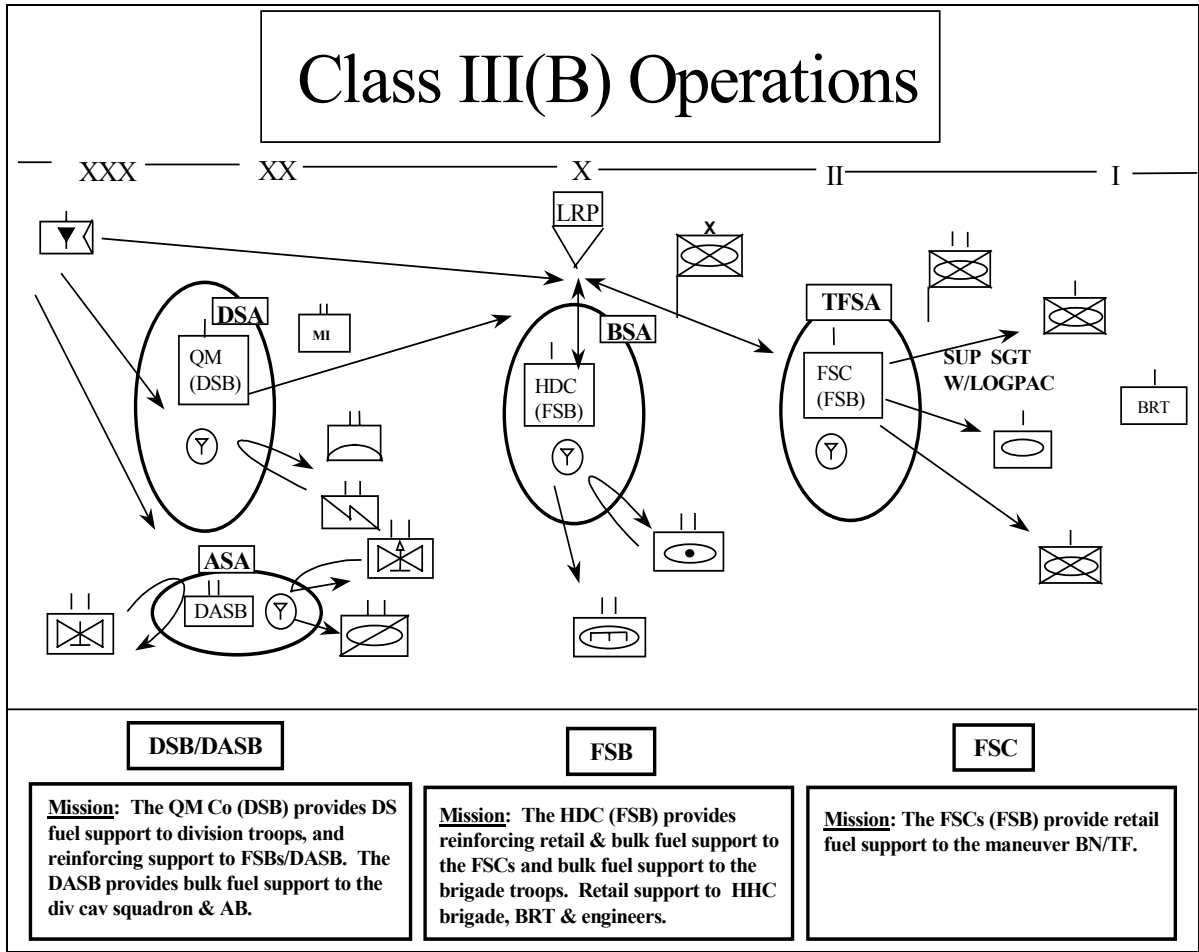 Class III(B) Operations
XXX XX X II I
LRP
X
DSA
QM
(DSB)
MI
BSA
HDC
(FSB)
TFSA
FSC
(FSB)
SUP SGT
W/LOGPAC
BRT
ASA
DASB
DSB/DASB
Mission: The QM Co (DSB) provides DS
fuel support to division troops, and
reinforcing support to FSBs/DASB. The
DASB provides bulk fuel support to the
div cav squadron & AB.
FSB
Mission: The HDC (FSB) provides
reinforcing retail & bulk fuel support to
the FSCs and bulk fuel support to the
brigade troops. Retail support to HHC
brigade, BRT & engineers.
FSC
Mission: The FSCs (FSB) provide retail
fuel support to the maneuver BN/TF.